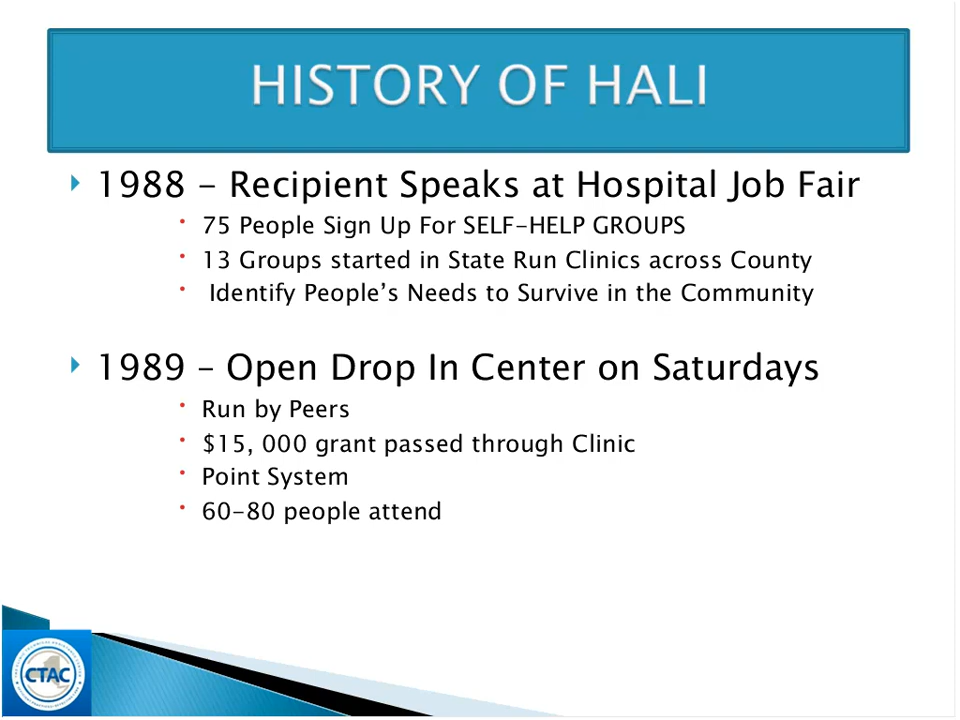 HISTORY OF HALI
1988 – Recipient Speaks at Hospital Job Fair
75 People Sign Up For SELF-HELP GROUPS
13 Groups started in State Run Clinics across County
Identify People’s Needs to Survive in the Community
1989 – Open Drop In Center on Saturdays
Run by Peers
$15, 000 grant passed through Clinic
Point System
60-80 people attend
CTAC